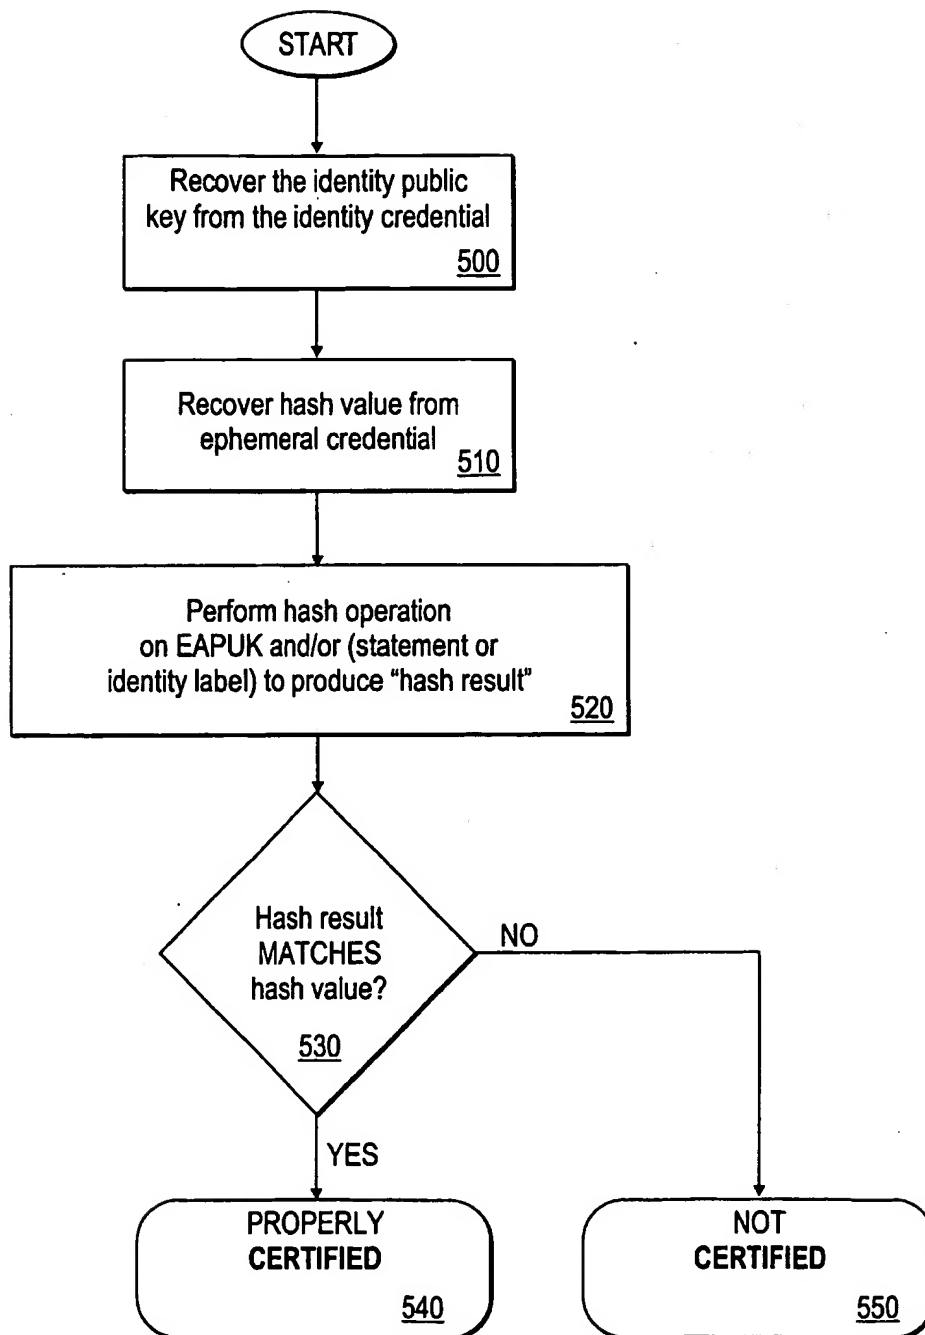 START
Recover the identity public
key from the identity credential
500
Recover hash value from
ephemeral credential
510
Perform hash operation
on EAPUK and/or (statement or
identity label) to produce “hash result”
520
Hash result
MATCHES
hash value?
530
NO
YES
PROPERLY
CERTIFIED
540
NOT
CERTIFIED
550